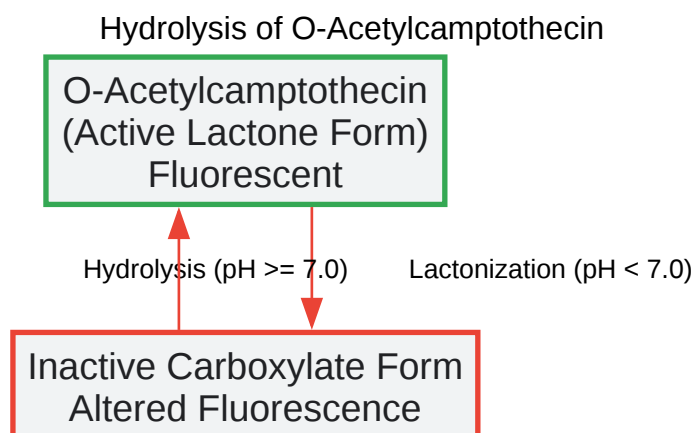 Hydrolysis of O-Acetylcamptothecin
O-Acetylcamptothecin
(Active Lactone Form)
Fluorescent
Hydrolysis (pH >= 7.0)
Lactonization (pH < 7.0)
Inactive Carboxylate Form
Altered Fluorescence